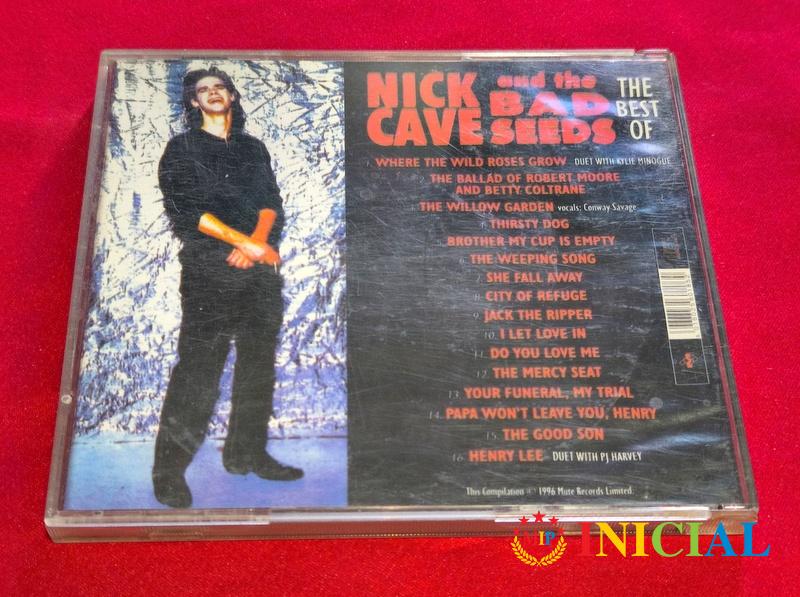 NICK CAVE and the BAD SEEDS THE BEST OF
1. WHERE THE WILD ROSES GROW DUET WITH KYLIE MINOGUE
THE BALLAD OF ROBERT MOORE
AND BETTY COLTRANE
THE WILLOW GARDEN vocals: Conway Savage
THIRSTY DOG
BROTHER MY CUP IS EMPTY
6. THE WEEPING SONG
7. SHE FALL AWAY
8. CITY OF REFUGE
9. JACK THE RIPPER
10. I LET LOVE IN
11. DO YOU LOVE ME
12. THE MERCY SEAT
13. YOUR FUNERAL, MY TRIAL
14. PAPA WON'T LEAVE YOU, HENRY
15. THE GOOD SON
16. HENRY LEE DUET WITH PJ HARVEY
This Compilation 1996 Mute Records Limited.
VIP INICIAL